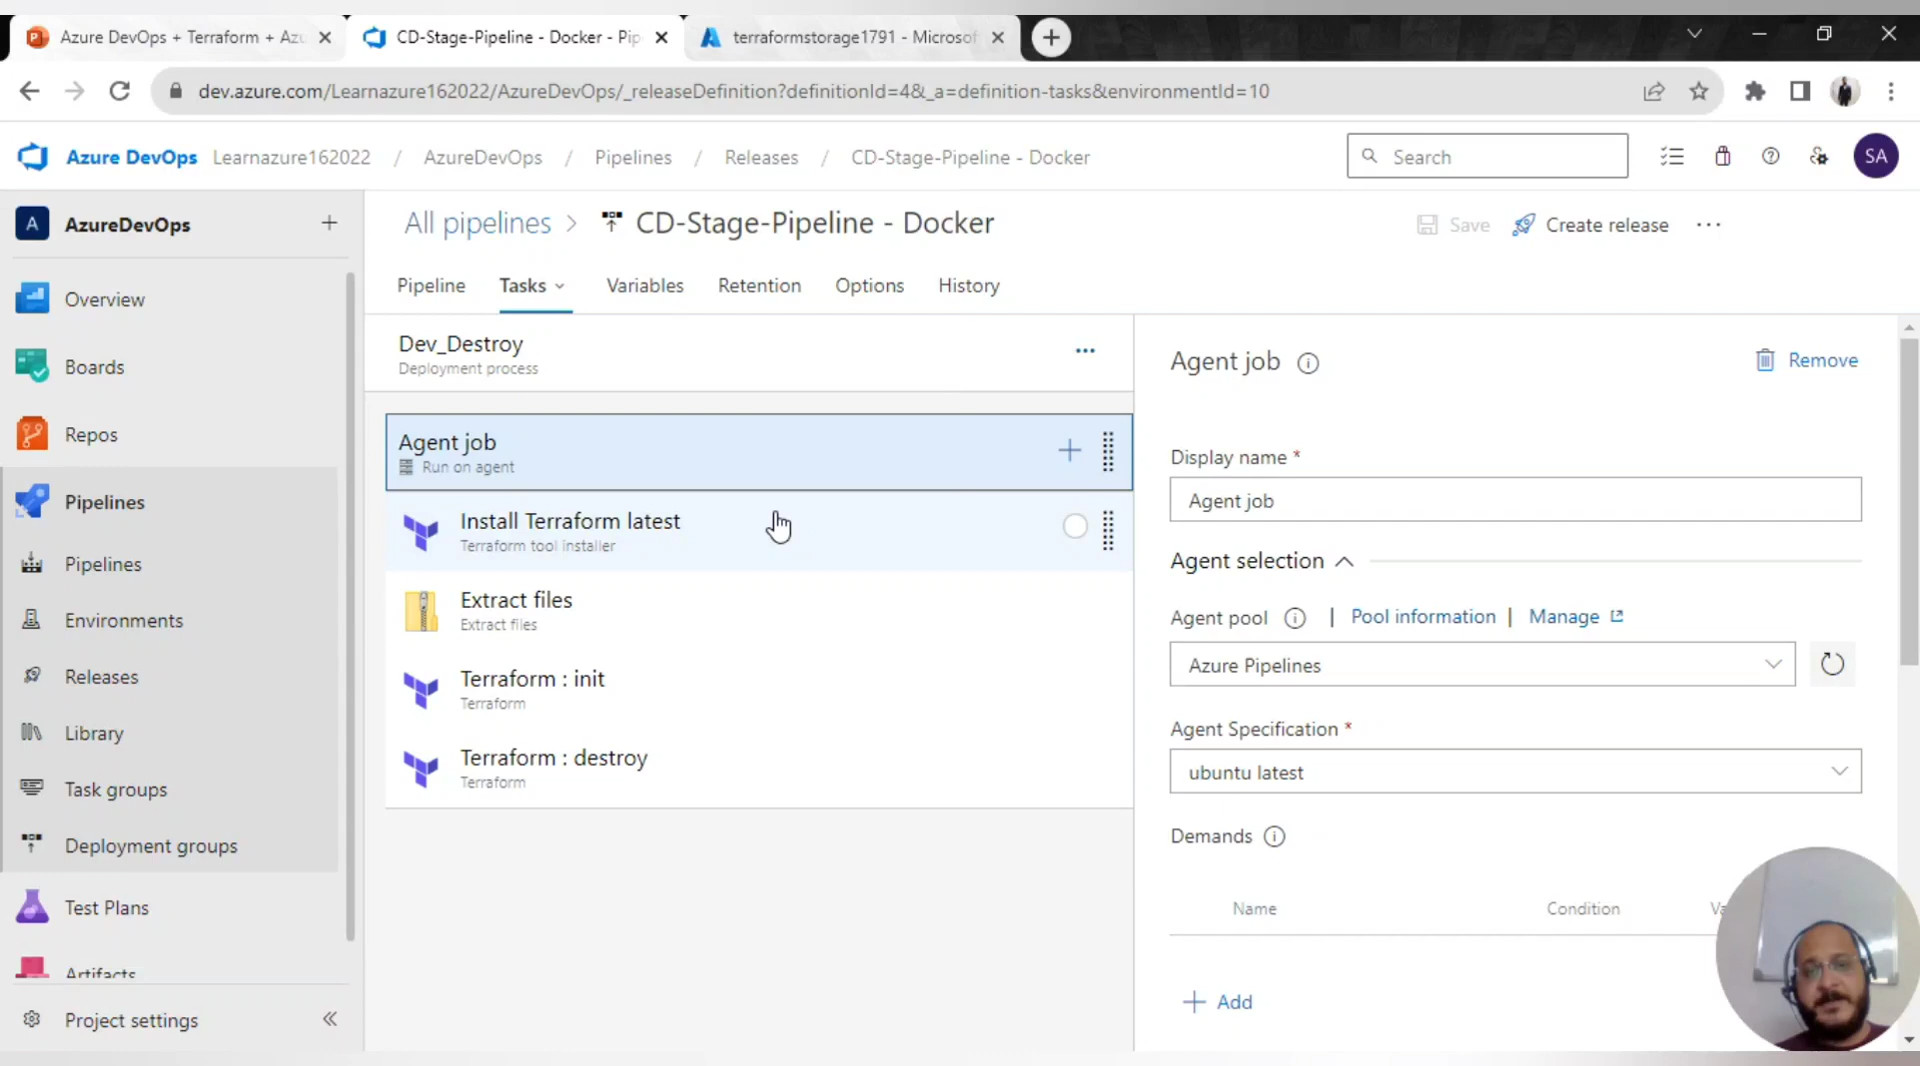 Azure DevOps + Terraform + Azu
CD-Stage-Pipeline - Docker - Pip
terraformstorage1791 - Microsof
dev.azure.com/Learnazure162022/AzureDevOps/_releaseDefinition?definitionId=4&_a=definition-tasks&environmentId=10
Azure DevOps Learnazure162022 / AzureDevOps / Pipelines / Releases / CD-Stage-Pipeline - Docker
Search
SA
A AzureDevOps
Overview
Boards
Repos
Pipelines
Pipelines
Environments
Releases
Library
Task groups
Deployment groups
Test Plans
Artifacts
Project settings
All pipelines > CD-Stage-Pipeline - Docker
Save Create release ...
Pipeline Tasks Variables Retention Options History
Dev_Destroy
Deployment process
Agent job
Run on agent
Install Terraform latest
Terraform tool installer
Extract files
Extract files
Terraform : init
Terraform
Terraform : destroy
Terraform
Agent job
Remove
Display name *
Agent job
Agent selection
Agent pool | Pool information | Manage
Azure Pipelines
Agent Specification *
ubuntu latest
Demands
Name Condition Va
+ Add